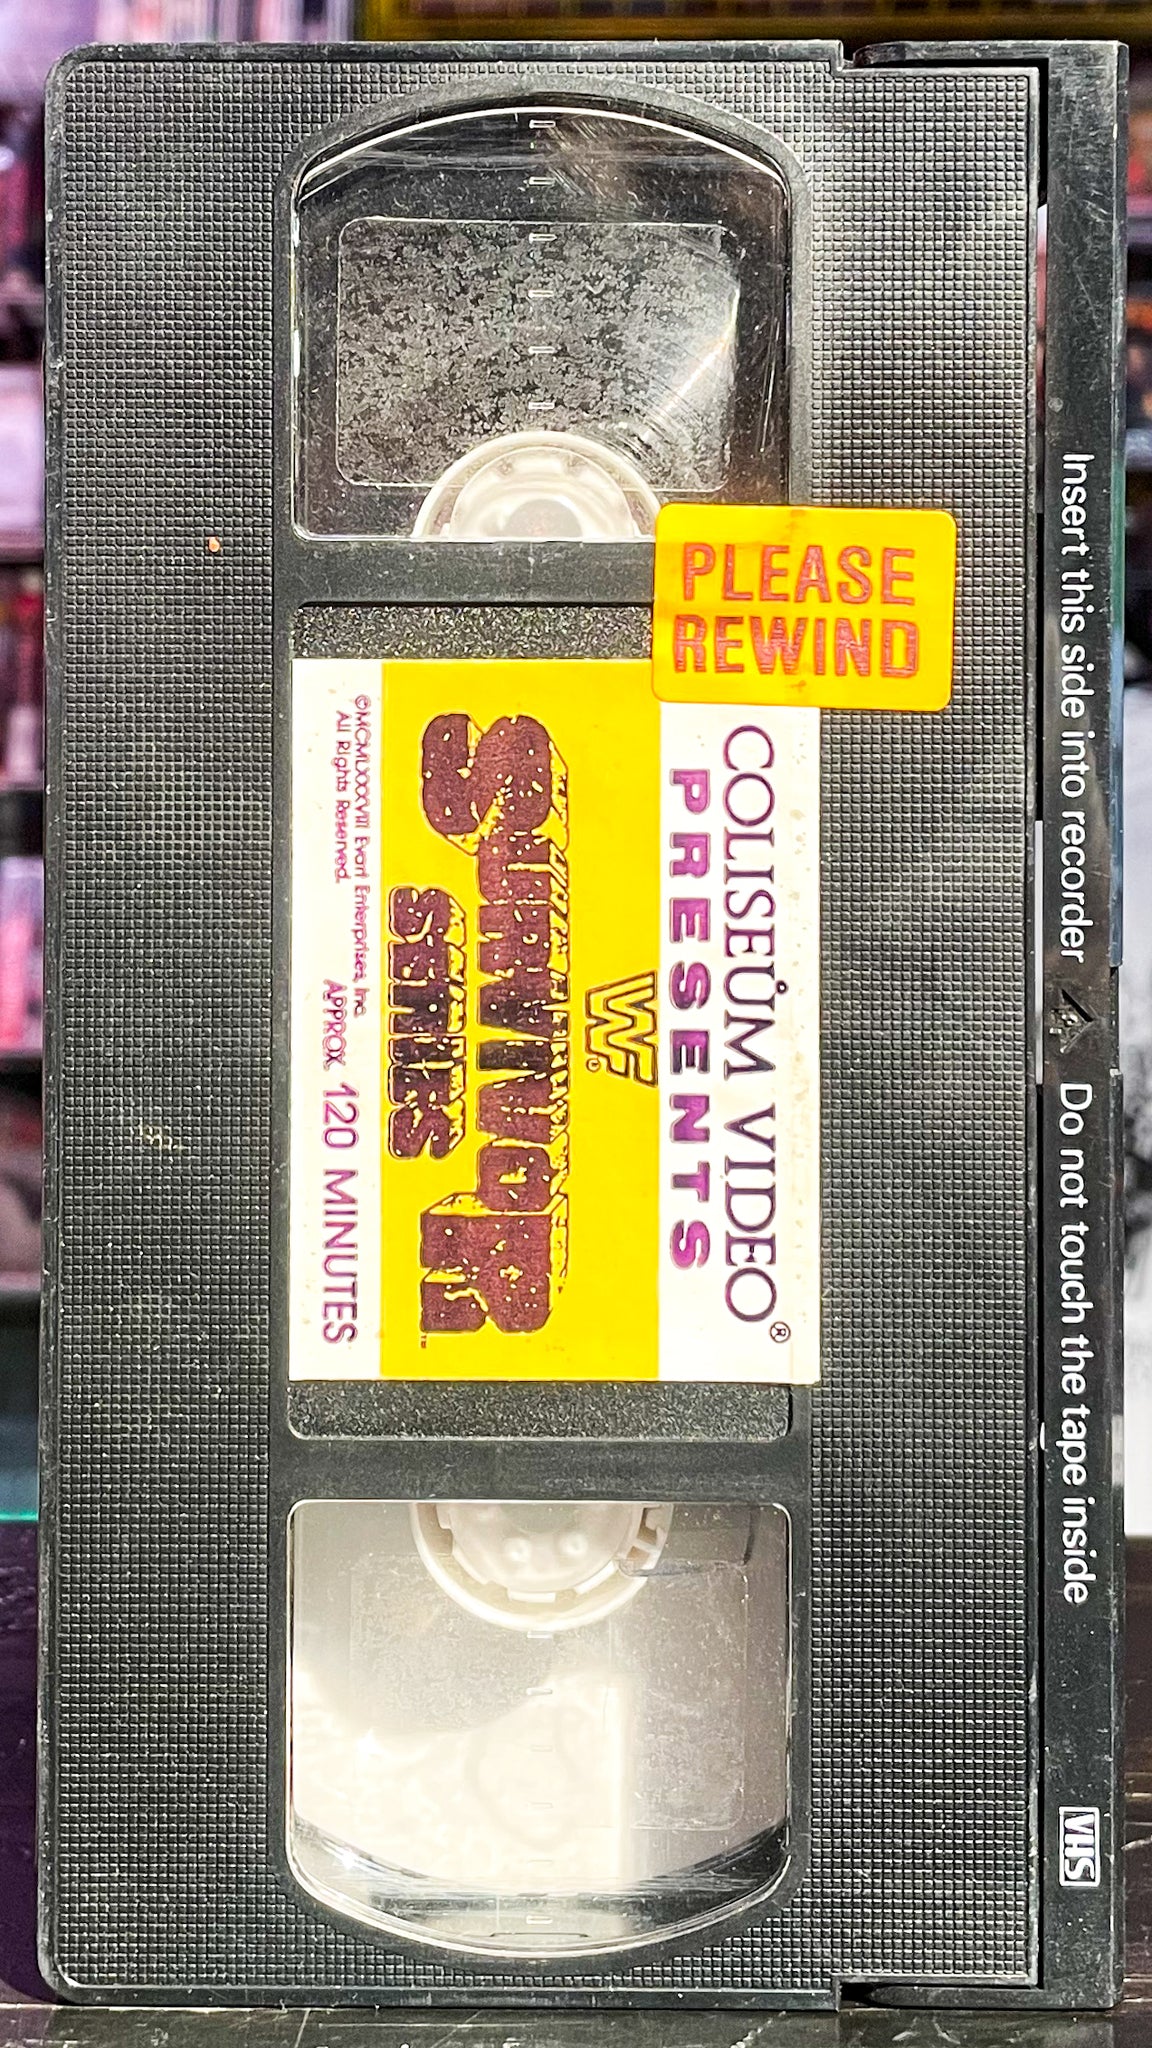 Insert this side into recorder Do not touch the tape inside
VHS
PLEASE
REWIND
COLISEUM VIDEO®
PRESENTS
WF®
SURVIVOR™
SERIES
©MCMLXXXVIII Evart Enterprises, Inc.
All Rights Reserved.
APPROX. 120 MINUTES